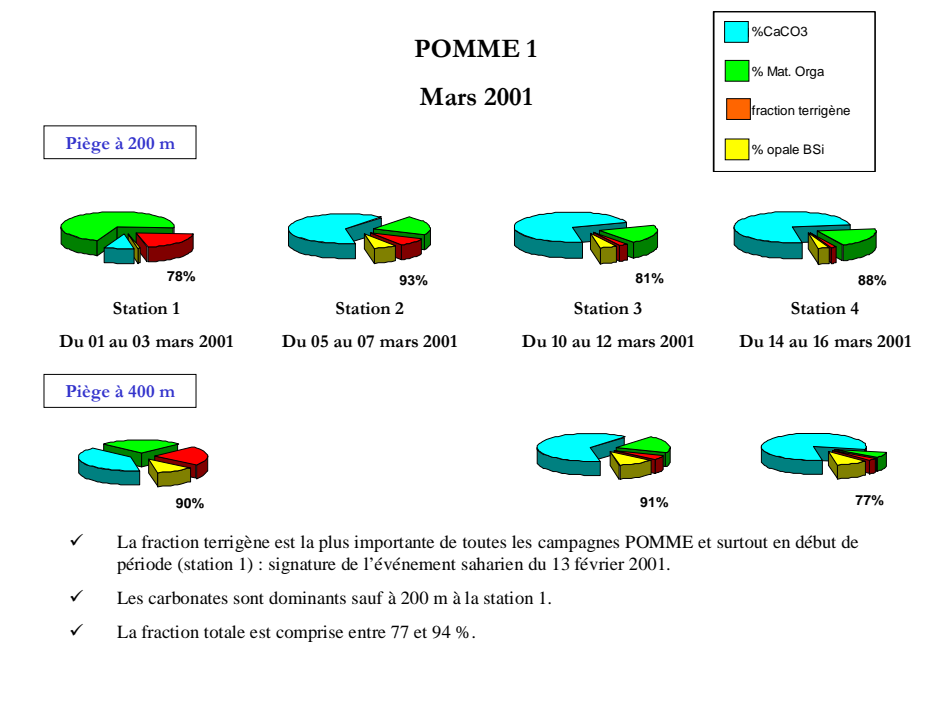 POMME 1
Mars 2001
%CaCO3
% Mat. Orga
fraction terrigène
% opale BSi
Piège à 200 m
78%
93%
81%
88%
Station 1
Station 2
Station 3
Station 4
Du 01 au 03 mars 2001
Du 05 au 07 mars 2001
Du 10 au 12 mars 2001
Du 14 au 16 mars 2001
Piège à 400 m
90%
91%
77%
✓ La fraction terrigène est la plus importante de toutes les campagnes POMME et surtout en début de
période (station 1) : signature de l’événement saharien du 13 février 2001.
✓ Les carbonates sont dominants sauf à 200 m à la station 1.
✓ La fraction totale est comprise entre 77 et 94 %.